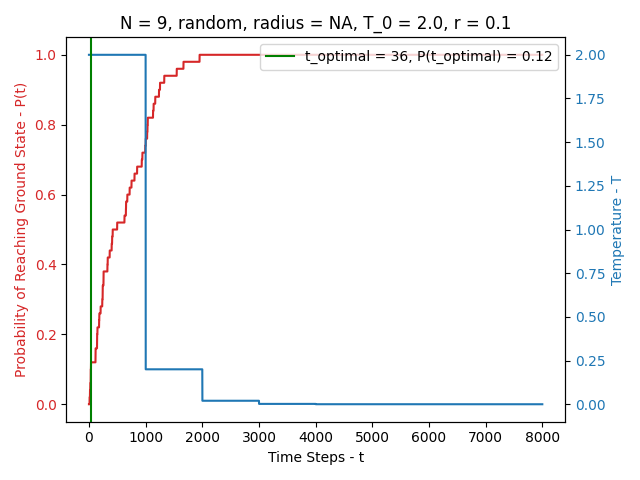 N = 9, random, radius = NA, T_0 = 2.0, r = 0.1
t_optimal = 36, P(t_optimal) = 0.12
Probability of Reaching Ground State - P(t)
1.0
0.8
0.6
0.4
0.2
0.0
2.00
1.75
1.50
1.25
1.00
0.75
0.50
0.25
0.00
Temperature - T
0 1000 2000 3000 4000 5000 6000 7000 8000
Time Steps - t